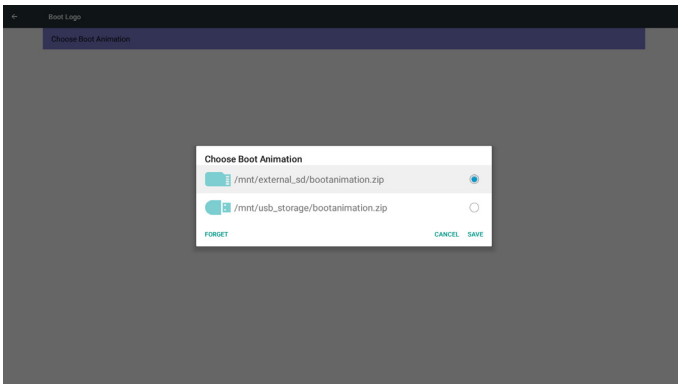 Boot Logo
Choose Boot Animation
Choose Boot Animation
/mnt/external_sd/bootanimation.zip
/mnt/usb_storage/bootanimation.zip
FORGET CANCEL SAVE